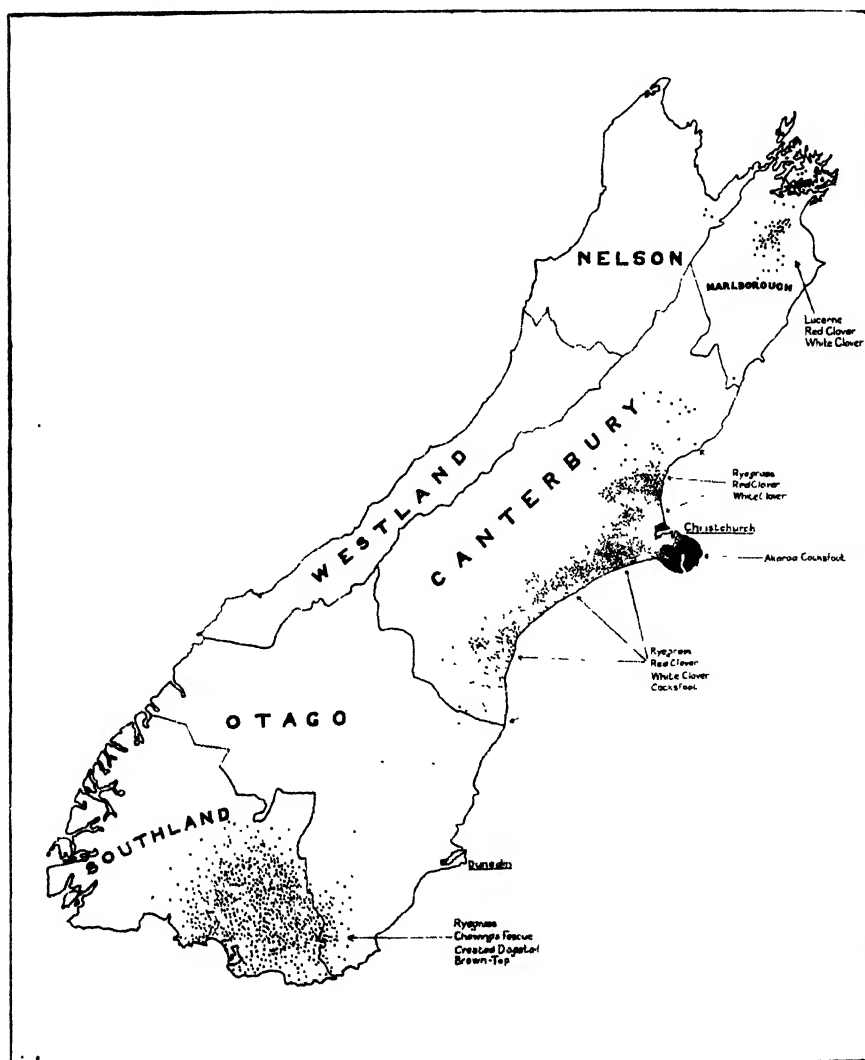 NELSON
MARLBOROUGH
Lucerne
Red Clover
White Clover
CANTERBURY
WESTLAND
Ryegrass
Red Clover
White Clover
Christchurch
Akaroa Cocksfoot
Ryegrass
Red Clover
White Clover
Cocksfoot
OTAGO
SOUTHLAND
Dunedin
Ryegrass
Chewings Fescue
Crested Dogstail
Brown-Top